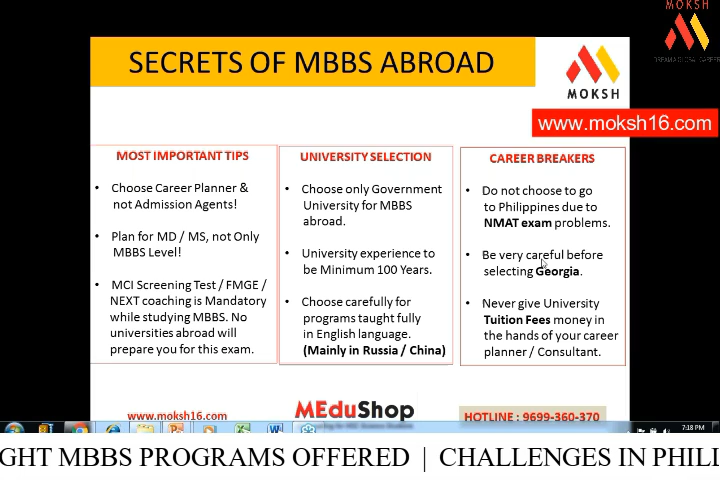 MOKSH
SECRETS OF MBBS ABROAD
MOKSH
www.moksh16.com
MOST IMPORTANT TIPS
• Choose Career Planner &
not Admission Agents!
• Plan for MD / MS, not Only
MBBS Level!
• MCI Screening Test / FMGE /
NEXT coaching is Mandatory
while studying MBBS. No
universities abroad will
prepare you for this exam.
UNIVERSITY SELECTION
• Choose only Government
University for MBBS
abroad.
• University experience to
be Minimum 100 Years.
• Choose carefully for
programs taught fully
in English language.
(Mainly in Russia / China)
CAREER BREAKERS
• Do not choose to go
to Philippines due to
NMAT exam problems.
• Be very careful before
selecting Georgia.
• Never give University
Tuition Fees money in
the hands of your career
planner / Consultant.
www.moksh16.com
MEduShop
HOTLINE : 9699-360-370
7:18 PM
GHT MBBS PROGRAMS OFFERED | CHALLENGES IN PHILI